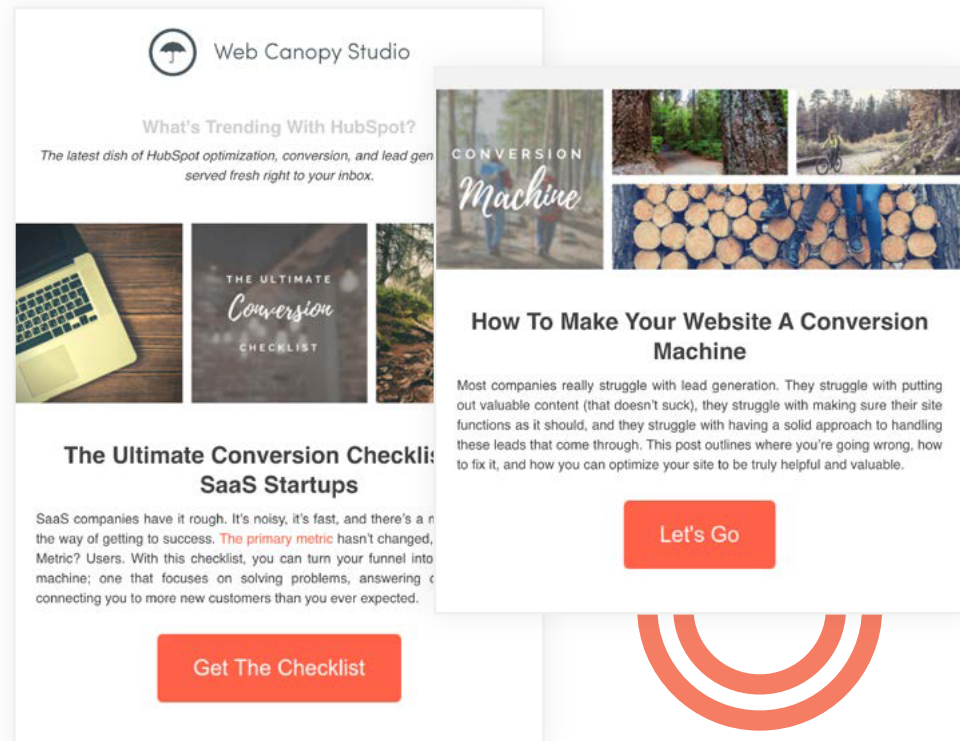 Web Canopy Studio
What's Trending With HubSpot?
The latest dish of HubSpot optimization, conversion, and lead gen
served fresh right to your inbox.
THE ULTIMATE
Conversion
CHECKLIST
The Ultimate Conversion
SaaS Startups
SaaS companies have it rough. It's noisy, it's fast, and there's a
the way of getting to success. The primary metric hasn't changed,
Metric? Users. With this checklist, you can turn your funnel into
machine; one that focuses on solving problems, answering
connecting you to more new customers than you ever expected.
Get The Checklist
CONVERSION
Machine
How To Make Your Website A Conversion
Machine
Most companies really struggle with lead generation. They struggle with putting
out valuable content (that doesn't suck), they struggle with making sure their site
functions as it should, and they struggle with having a solid approach to handling
these leads that come through. This post outlines where you're going wrong, how
to fix it, and how you can optimize your site to be truly helpful and valuable.
Let's Go